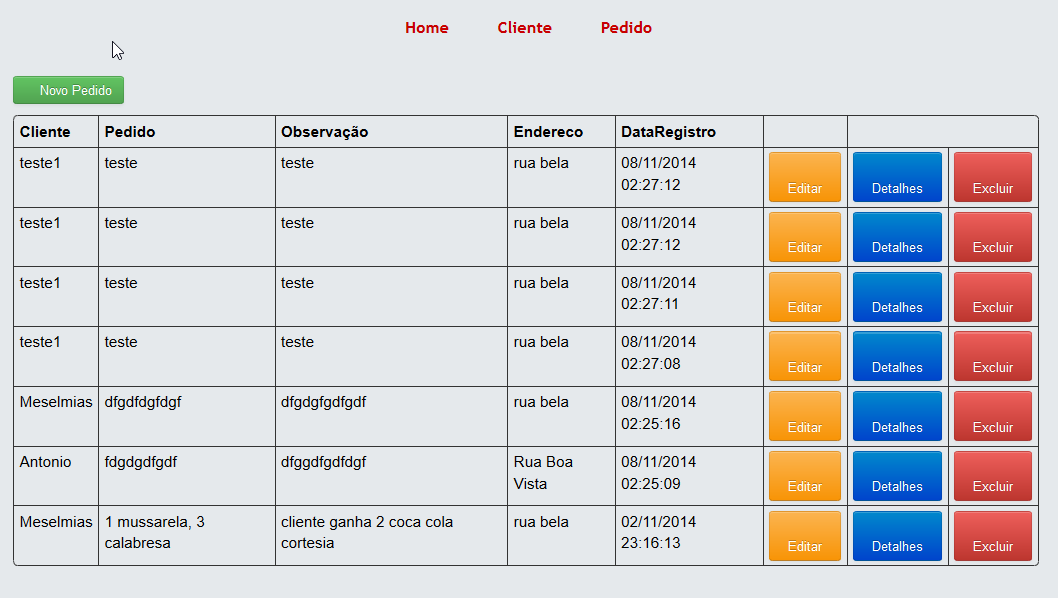 Home Cliente Pedido
Novo Pedido
Cliente Pedido Observação Endereco DataRegistro
teste1 teste teste rua bela 08/11/2014
02:27:12
Editar Detalhes Excluir
teste1 teste teste rua bela 08/11/2014
02:27:12
Editar Detalhes Excluir
teste1 teste teste rua bela 08/11/2014
02:27:11
Editar Detalhes Excluir
teste1 teste teste rua bela 08/11/2014
02:27:08
Editar Detalhes Excluir
Meselmias dfgdfdgfdgf dfgdgfgdfgdf rua bela 08/11/2014
02:25:16
Editar Detalhes Excluir
Antonio fdgdgdfgdf dfggdfgdfdgf Rua Boa 08/11/2014
Vista 02:25:09
Editar Detalhes Excluir
Meselmias 1 mussarela, 3 cliente ganha 2 coca cola rua bela 02/11/2014
calabresa cortesia 23:16:13
Editar Detalhes Excluir